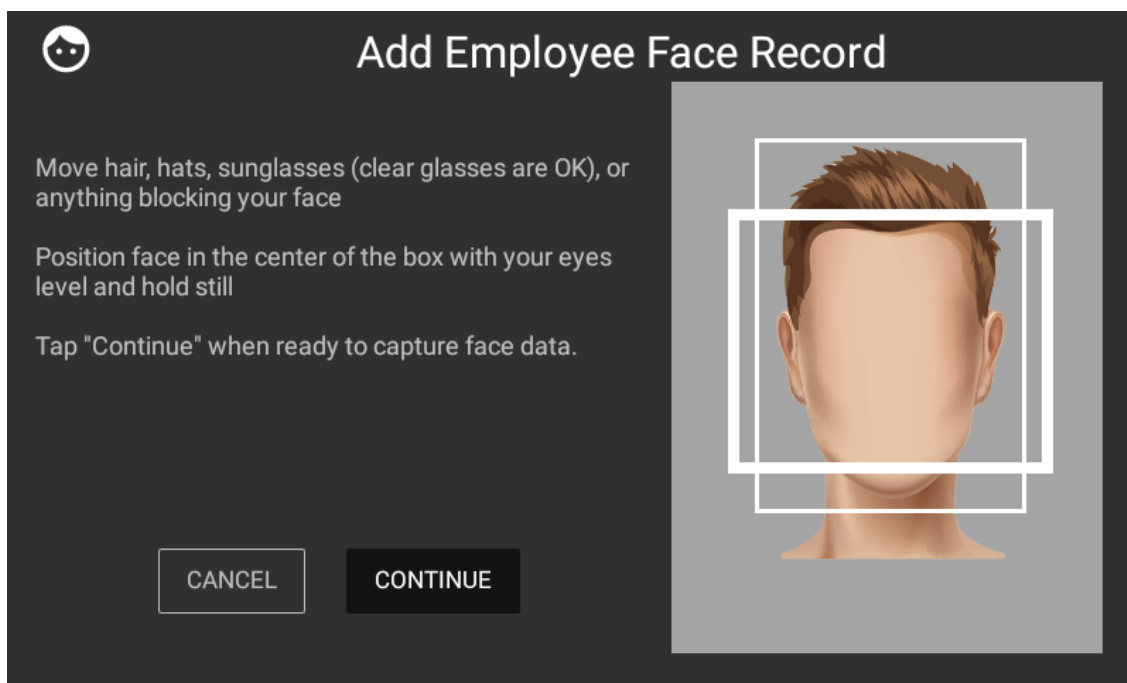 Add Employee Face Record
Move hair, hats, sunglasses (clear glasses are OK), or
anything blocking your face
Position face in the center of the box with your eyes
level and hold still
Tap "Continue" when ready to capture face data.
CANCEL
CONTINUE